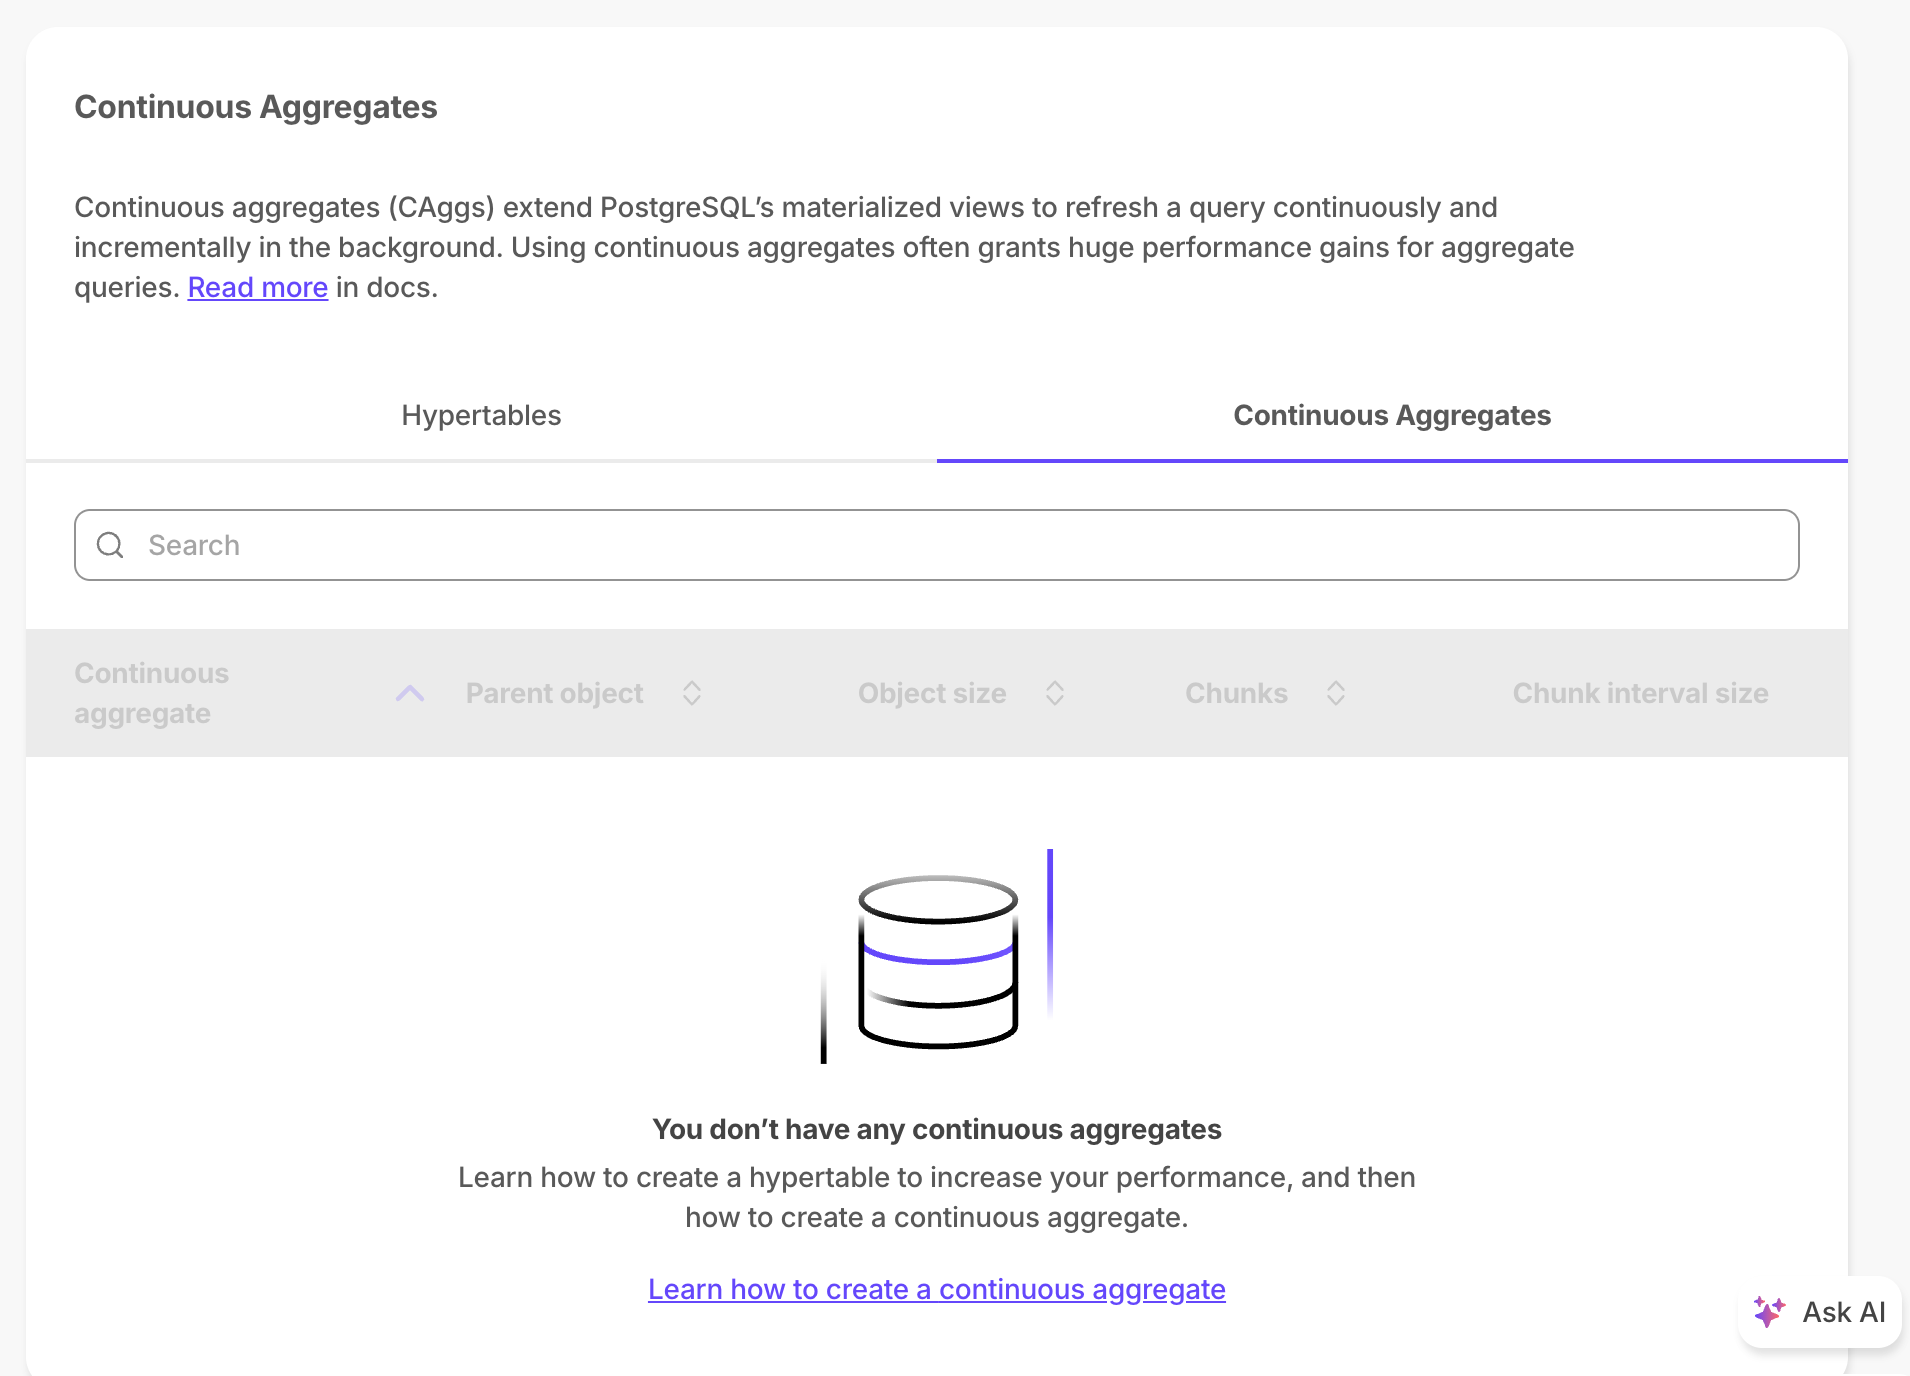 Continuous Aggregates
Continuous aggregates (CAggs) extend PostgreSQL’s materialized views to refresh a query continuously and
incrementally in the background. Using continuous aggregates often grants huge performance gains for aggregate
queries. Read more in docs.
Hypertables
Continuous Aggregates
Search
Continuous
aggregate
Parent object
Object size
Chunks
Chunk interval size
You don’t have any continuous aggregates
Learn how to create a hypertable to increase your performance, and then
how to create a continuous aggregate.
Learn how to create a continuous aggregate
Ask AI